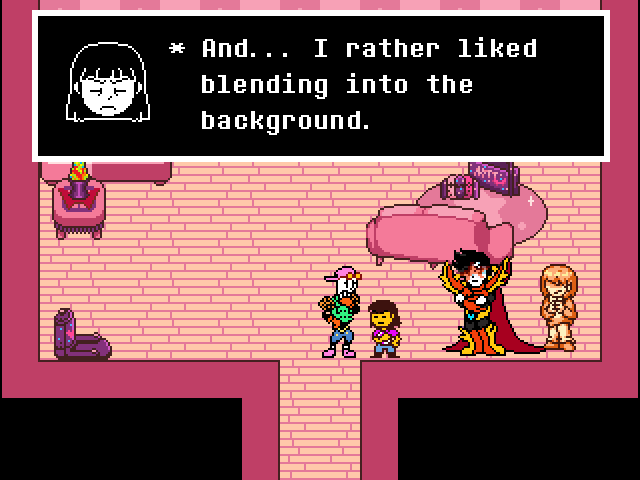 * And... I rather liked
blending into the
background.